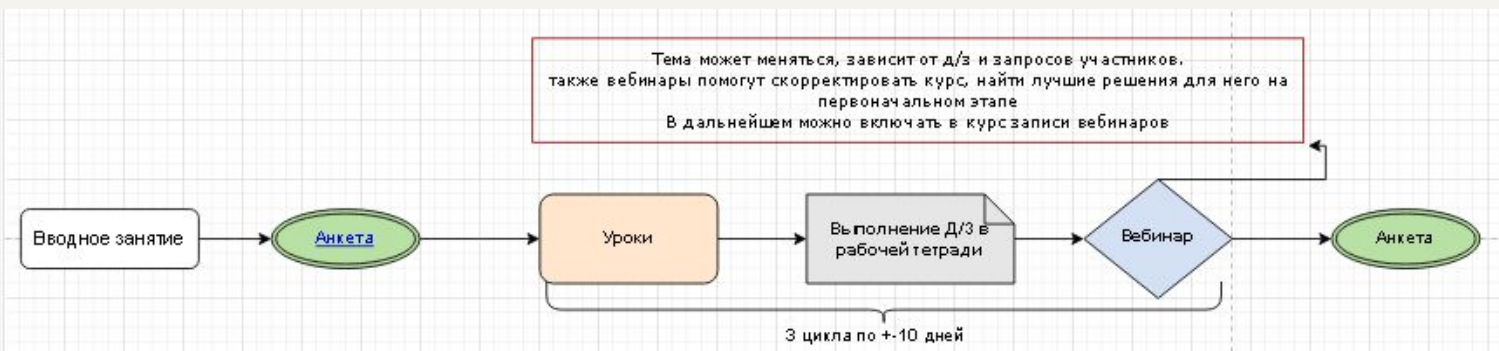 Тема может меняться, зависит от д/з и запросов участников.
также вебинары помогут скорректировать курс, найти лучшие решения для него на
первоначальном этапе
В дальнейшем можно включать в курс записи вебинаров
Вводное занятие
Анкета
Уроки
Выполнение Д/З в
рабочей тетради
Вебинар
Анкета
3 цикла по +-10 дней